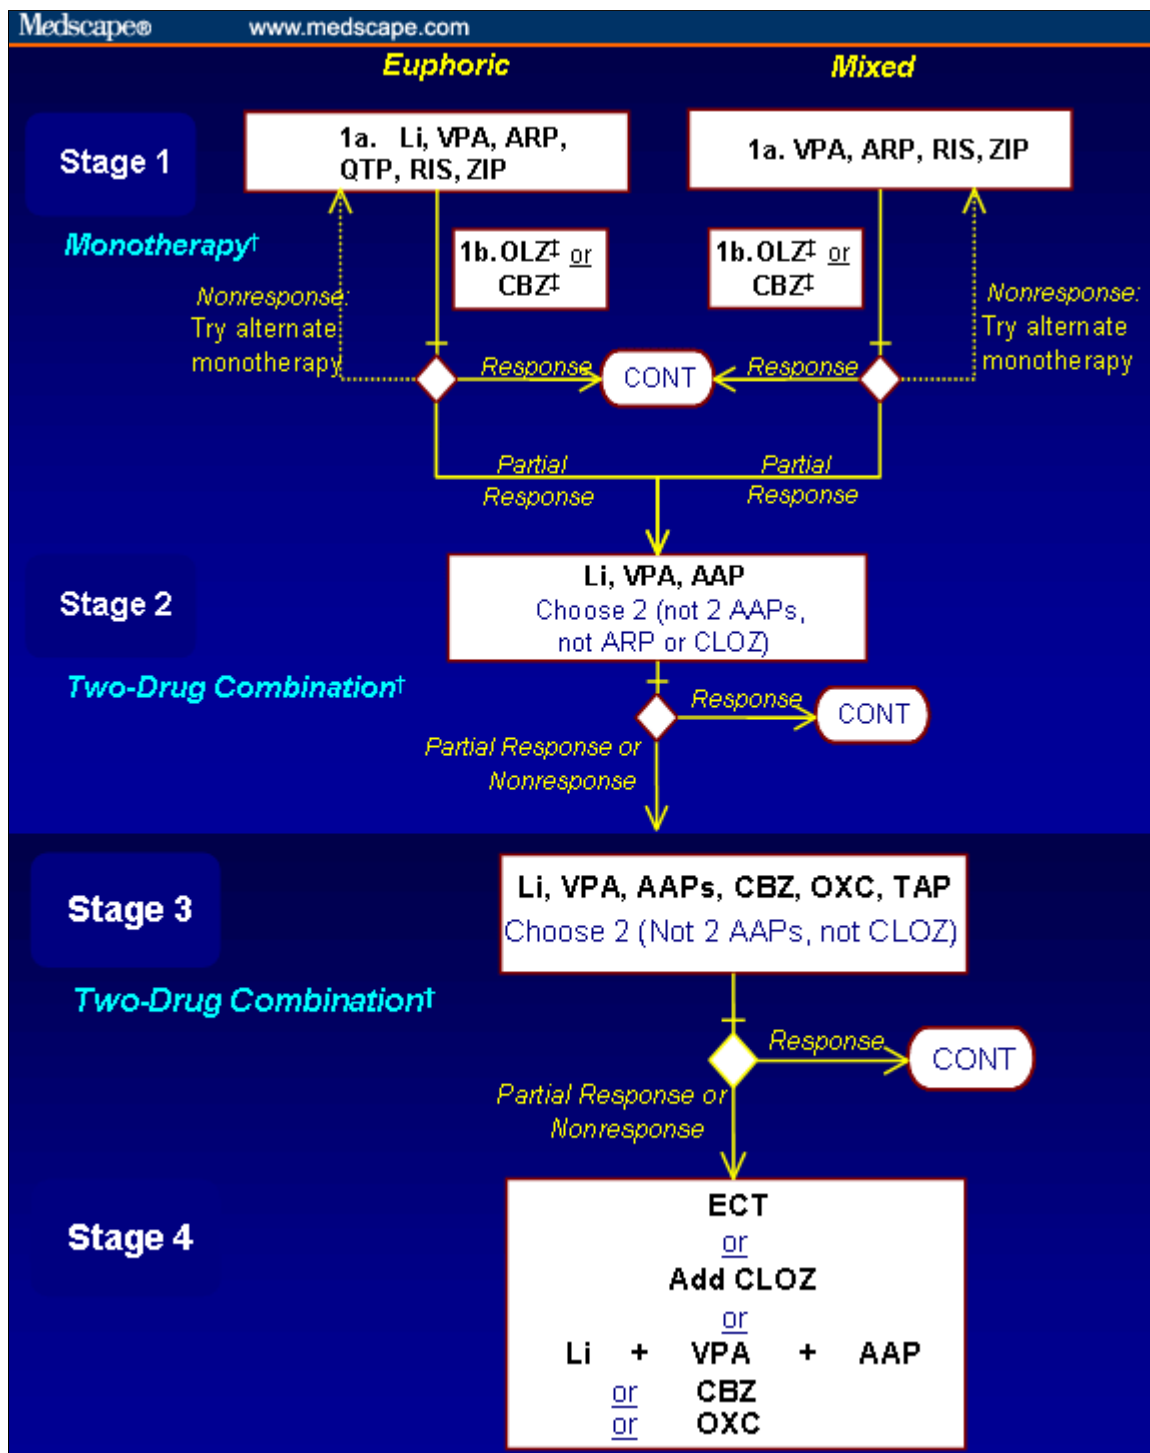 Medscape® www.medscape.com
Euphoric Mixed
Stage 1
1a. Li, VPA, ARP,
QTP, RIS, ZIP
1a. VPA, ARP, RIS, ZIP
Monotherapy†
1b. OLZ‡ or
CBZ‡
1b. OLZ‡ or
CBZ‡
Nonresponse:
Try alternate
monotherapy
Nonresponse:
Try alternate
monotherapy
Response
CONT
Response
Partial
Response
Partial
Response
Stage 2
Li, VPA, AAP
Choose 2 (not 2 AAPs,
not ARP or CLOZ)
Two-Drug Combination†
Response
CONT
Partial Response or
Nonresponse
Stage 3
Li, VPA, AAPs, CBZ, OXC, TAP
Choose 2 (Not 2 AAPs, not CLOZ)
Two-Drug Combination†
Response
CONT
Partial Response or
Nonresponse
Stage 4
ECT
or
Add CLOZ
or
Li + VPA + AAP
or CBZ
or OXC